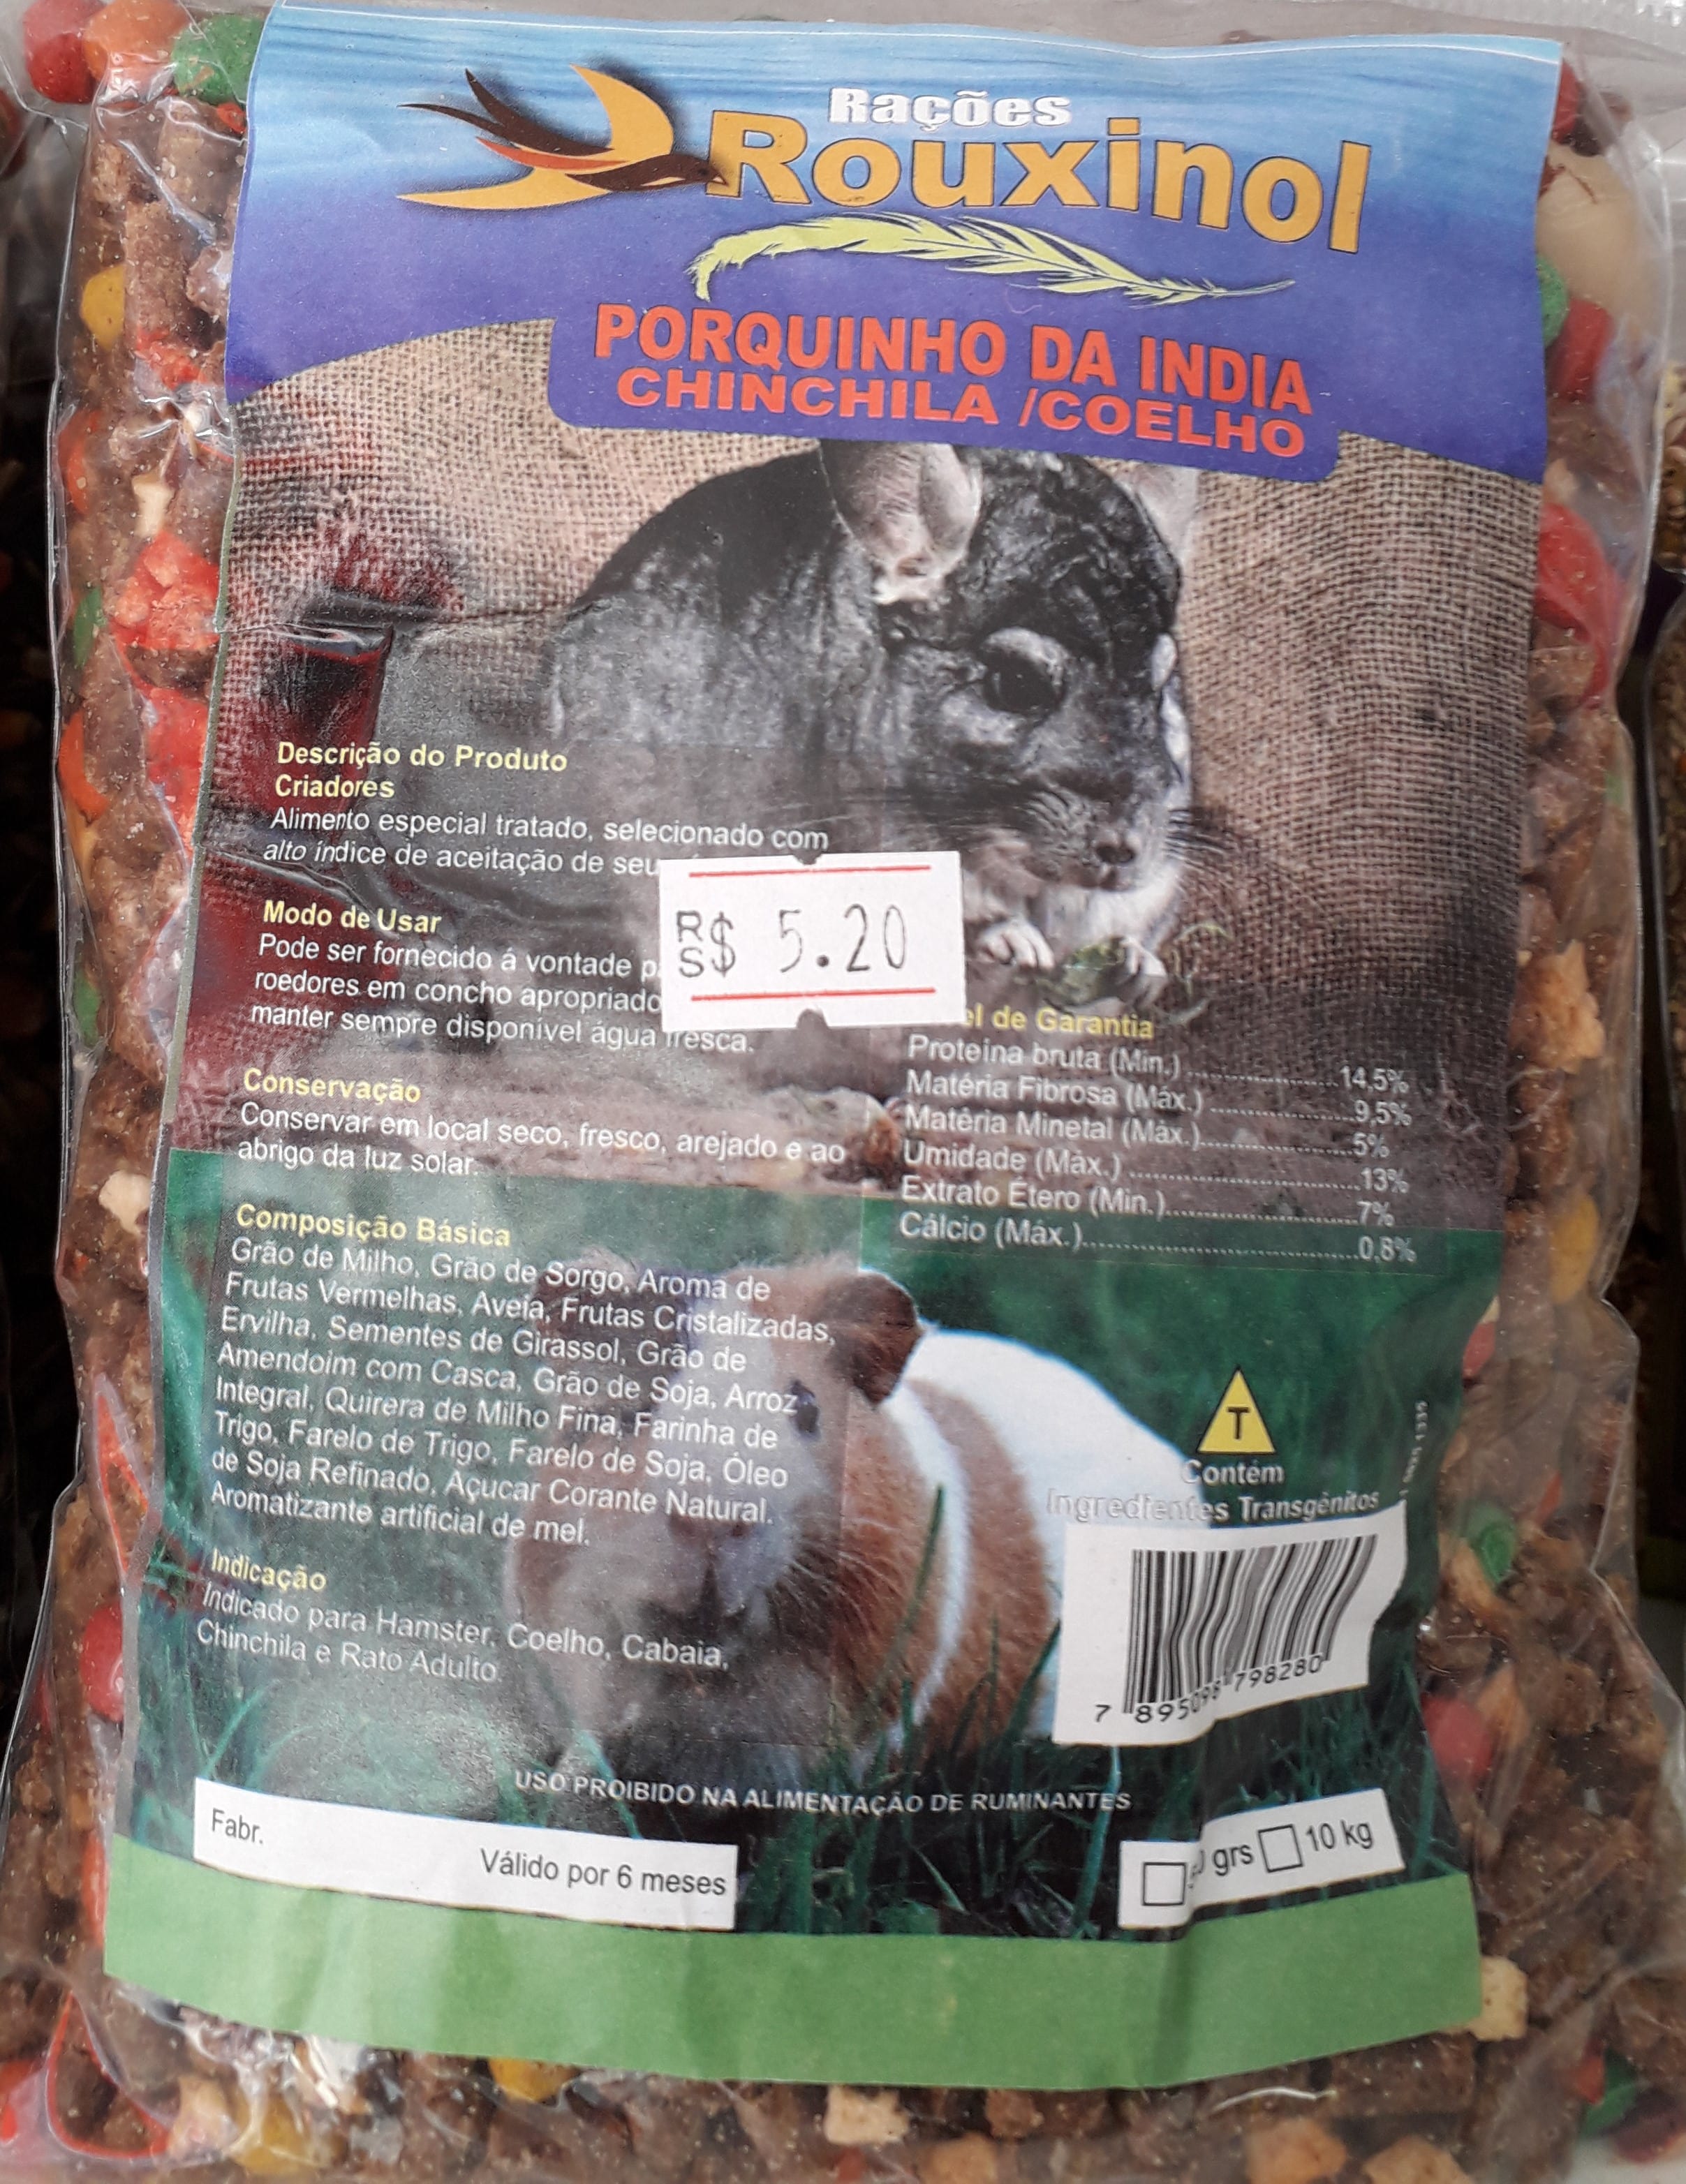 Rações
Rouxinol
PORQUINHO DA INDIA
CHINCHILA /COELHO
Descrição do Produto
Criadores
Alimento especial tratado, selecionado com
alto índice de aceitação de seu
Modo de Usar
Pode ser fornecido á vontade
roedores em concho apropriado
manter sempre disponível água fresca.
R$ 5.20
Conservação
Conservar em local seco, fresco, arejado e ao
abrigo da luz solar.
de Garantia
Proteina bruta (Min.) 14,5%
Matéria Fibrosa (Máx.) 9,5%
Matéria Minetal (Máx.) 5%
Umidade (Máx.) 13%
Extrato Étero (Min.) 7%
Cálcio (Máx.) 0,8%
Composição Básica
Grão de Milho, Grão de Sorgo, Aroma de
Frutas Vermelhas, Aveia, Frutas Cristalizadas,
Ervilha, Sementes de Girassol, Grão de
Amendoim com Casca, Grão de Soja, Arroz
Integral, Quirera de Milho Fina, Farinha de
Trigo, Farelo de Trigo, Farelo de Soja, Óleo
de Soja Refinado, Açucar Corante Natural.
Aromatizante artificial de mel.
Indicação
Indicado para Hamster, Coelho, Cabaia,
Chinchila e Rato Adulto
T
Contém
Ingredientes Transgênitos
7 895098 798280
USO PROIBIDO NA ALIMENTAÇÃO DE RUMINANTES
Fabr.
Válido por 6 meses
grs 10 kg